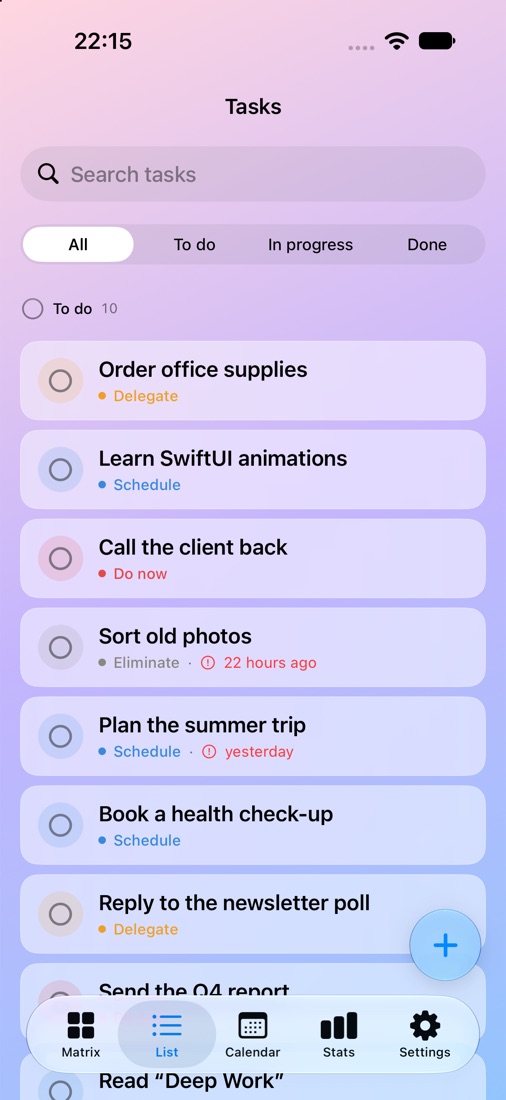 22:15
Tasks
Search tasks
All To do In progress Done
To do 10
Order office supplies
Delegate
Learn SwiftUI animations
Schedule
Call the client back
Do now
Sort old photos
Eliminate · 22 hours ago
Plan the summer trip
Schedule · yesterday
Book a health check-up
Schedule
Reply to the newsletter poll
Delegate
Send the Q4 report
Matrix List Calendar Stats Settings
Read “Deep Work”